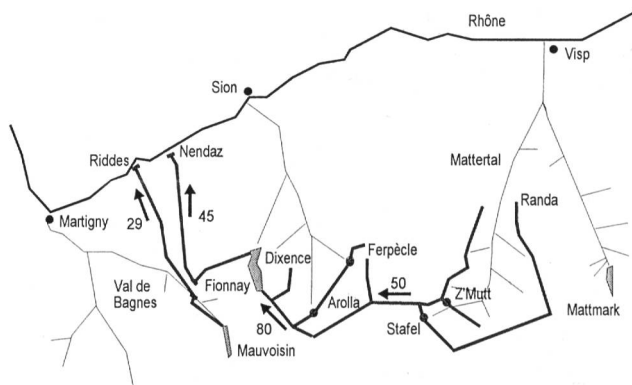 Rhône
Visp
Sion
Riddes
Nendaz
Mattertal
Martigny
29
45
Randa
Dixence
Ferpècle
Val de
Bagnes
Fionnay
50
Z'Mutt
Arolla
80
Stafel
Mattmark
Mauvoisin